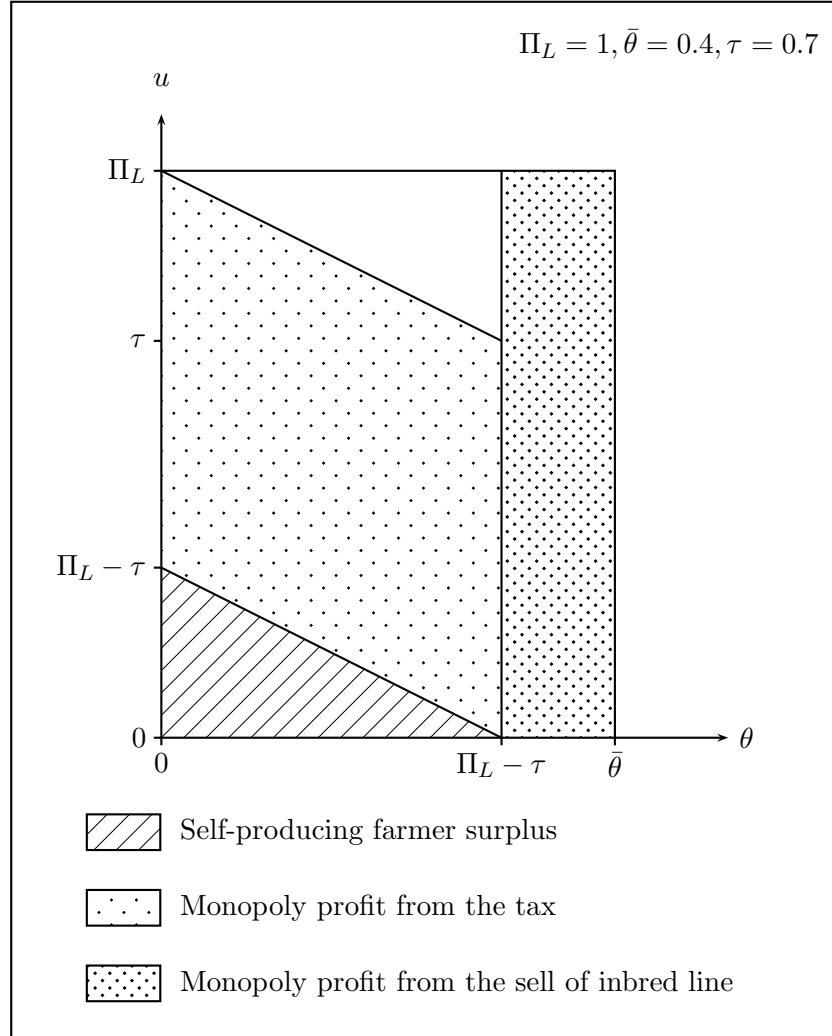 Π_L = 1, θ̄ = 0.4, τ = 0.7
u
Π_L
τ
Π_L − τ
0
0
Π_L − τ
θ̄
θ
Self-producing farmer surplus
Monopoly profit from the tax
Monopoly profit from the sell of inbred line